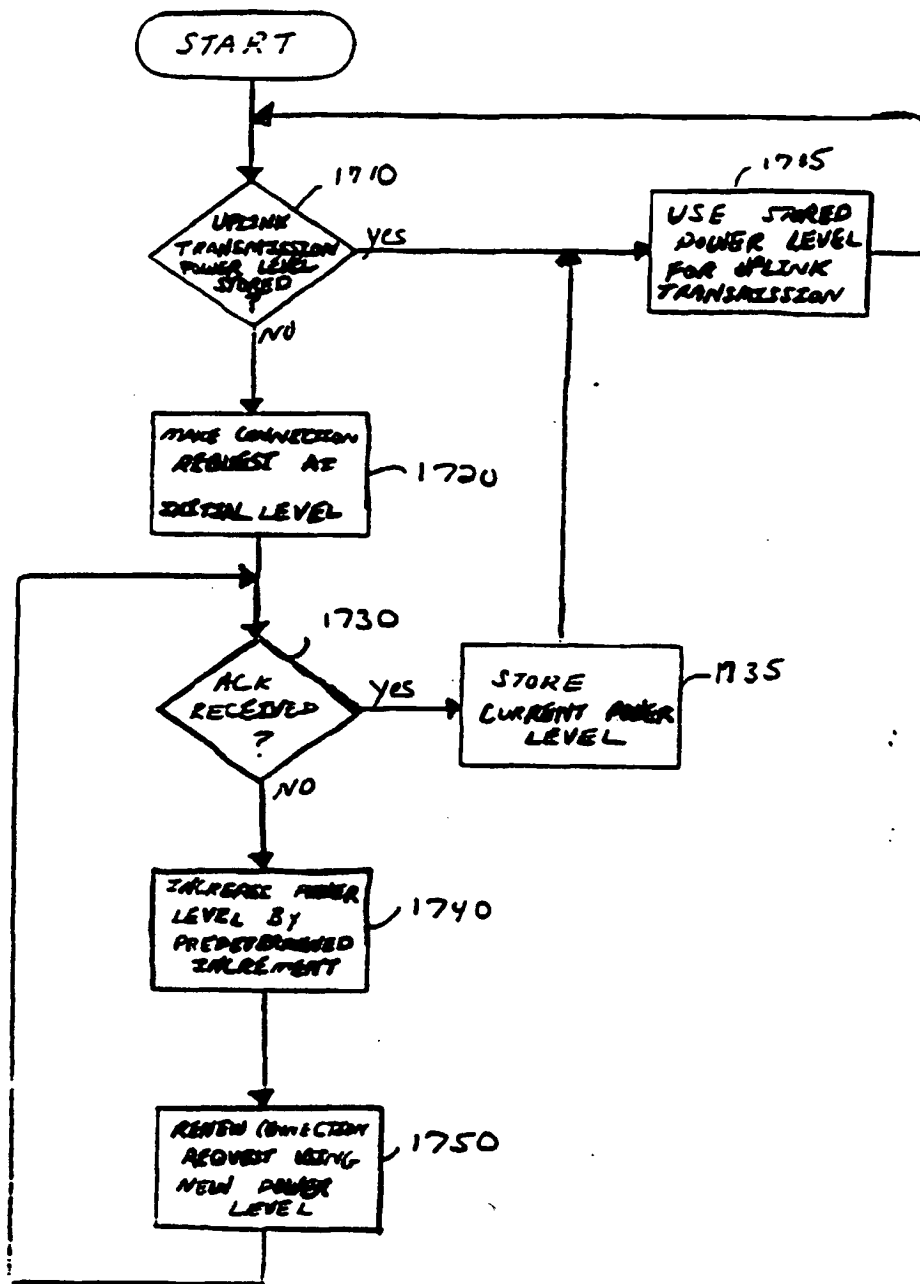 START
1710
UPLINK
TRANSMISSION
POWER LEVEL
STORED
?
yes
NO
1715
USE STORED
POWER LEVEL
FOR UPLINK
TRANSMISSION
MAKE CONNECTION
REQUEST AT
INITIAL LEVEL
1720
1730
ACK
RECEIVED
?
yes
NO
STORE
CURRENT POWER
LEVEL
1735
INCREASE POWER
LEVEL BY
PREDETERMINED
INCREMENT
1740
RENEW CONNECTION
REQUEST USING
NEW POWER
LEVEL
1750